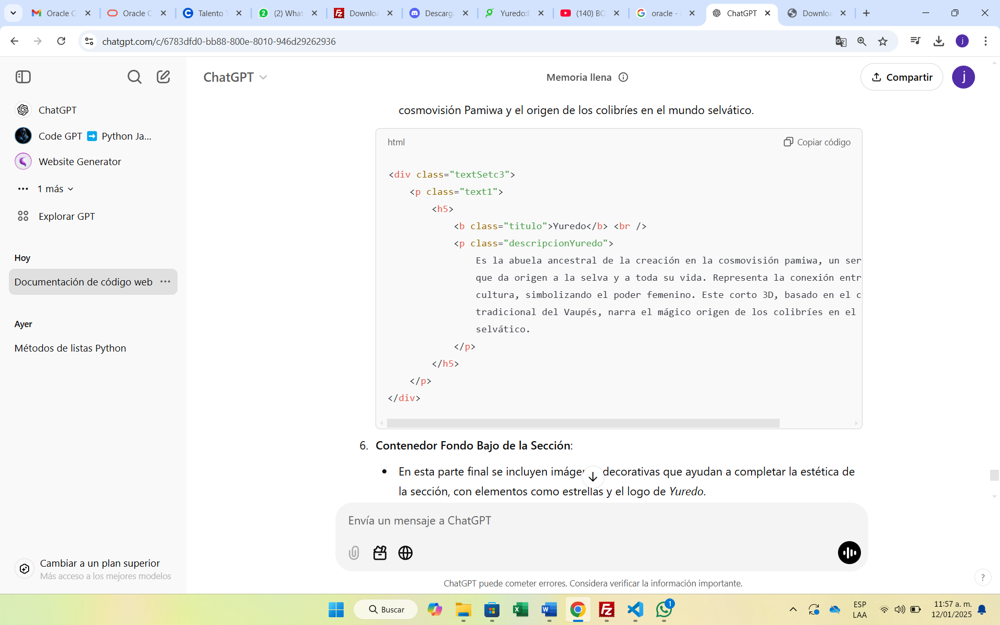 Oracle C
Oracle C
Talento T
(2) What
Downloa
Descarg
Yuredo:E
(140) BO
oracle -
ChatGPT
Downloa
chatgpt.com/c/6783dfd0-bb88-800e-8010-946d29262936
j
ChatGPT
Memoria llena
Compartir
j
ChatGPT
Code GPT ➡ Python Ja...
Website Generator
1 más
Explorar GPT
Hoy
Documentación de código web
Ayer
Métodos de listas Python
Cambiar a un plan superior
Más acceso a los mejores modelos
cosmovisión Pamiwa y el origen de los colibríes en el mundo selvático.
html
Copiar código
<div class="textSetc3">
<p class="text1">
<h5>
<b class="titulo">Yuredo</b> <br />
<p class="descripcionYuredo">
Es la abuela ancestral de la creación en la cosmovisión pamiwa, un ser
que da origen a la selva y a toda su vida. Representa la conexión entr
cultura, simbolizando el poder femenino. Este corto 3D, basado en el c
tradicional del Vaupés, narra el mágico origen de los colibríes en el
selvático.
</p>
</h5>
</p>
</div>
6. Contenedor Fondo Bajo de la Sección:
• En esta parte final se incluyen imáge decorativas que ayudan a completar la estética de
la sección, con elementos como estrellas y el logo de Yuredo.
Envía un mensaje a ChatGPT
ChatGPT puede cometer errores. Considera verificar la información importante.
?
Buscar
1
ESP
LAA
11:57 a. m.
12/01/2025